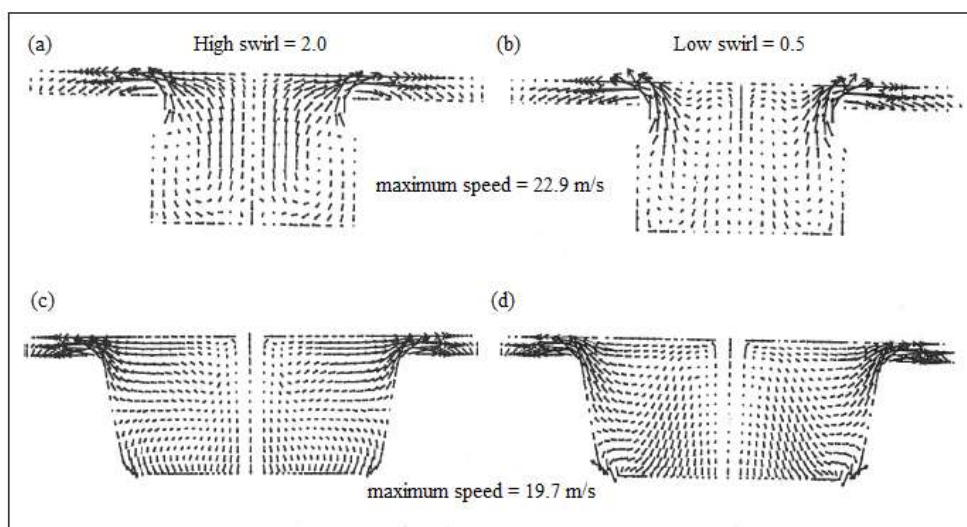 (a) High swirl = 2.0 (b) Low swirl = 0.5
maximum speed = 22.9 m/s
(c) (d)
maximum speed = 19.7 m/s